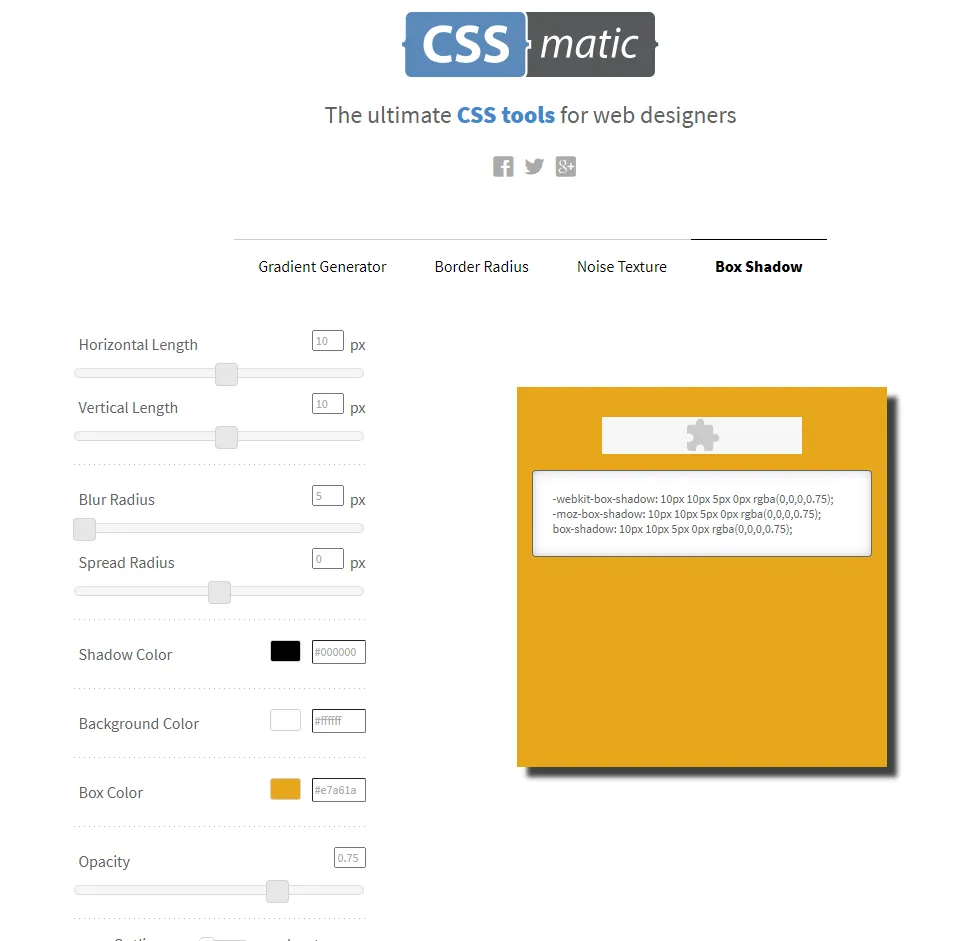 CSS matic
The ultimate CSS tools for web designers
Gradient Generator Border Radius Noise Texture Box Shadow
Horizontal Length 10 px
Vertical Length 10 px
Blur Radius 5 px
Spread Radius 0 px
Shadow Color #000000
Background Color #ffffff
Box Color #e7a61a
Opacity 0.75
-webkit-box-shadow: 10px 10px 5px 0px rgba(0,0,0,0.75);
-moz-box-shadow: 10px 10px 5px 0px rgba(0,0,0,0.75);
box-shadow: 10px 10px 5px 0px rgba(0,0,0,0.75);